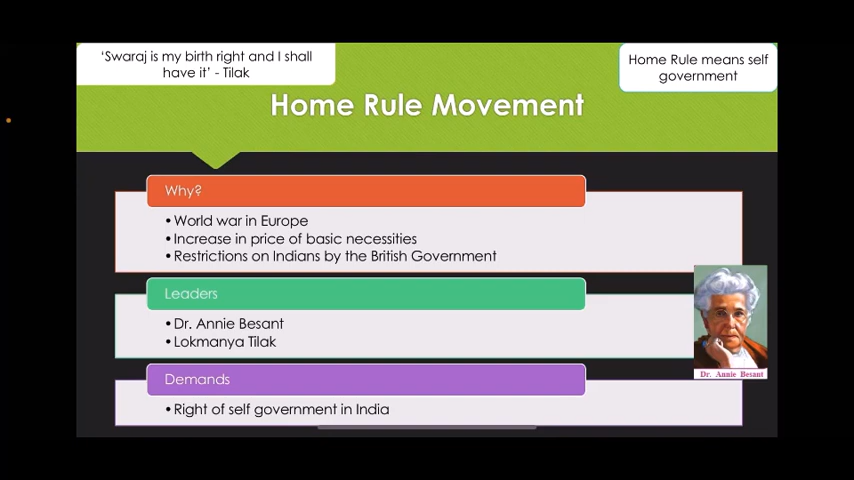 ‘Swaraj is my birth right and I shall
have it’ - Tilak
Home Rule means self
government
Home Rule Movement
Why?
• World war in Europe
• Increase in price of basic necessities
• Restrictions on Indians by the British Government
Leaders
• Dr. Annie Besant
• Lokmanya Tilak
Dr. Annie Besant
Demands
• Right of self government in India